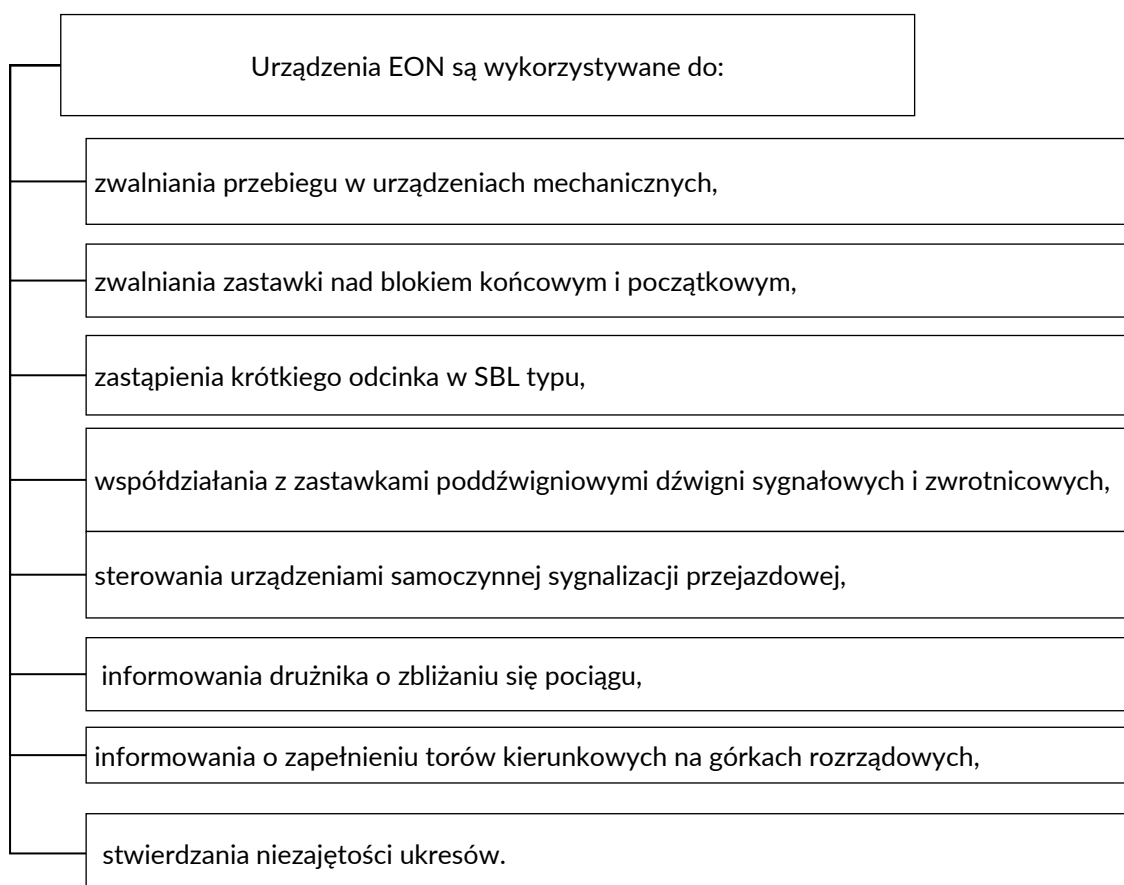 Urządzenia EON są wykorzystywane do:
zwalniania przebiegu w urządzeniach mechanicznych,
zwalniania zastawki nad blokiem końcowym i początkowym,
zastąpienia krótkiego odcinka w SBL typu,
współdziałania z zastawkami poddźwigniowymi dźwigni sygnałowych i zwrotnicowych,
sterowania urządzeniami samoczynnej sygnalizacji przejazdowej,
informowania drużnika o zbliżaniu się pociągu,
informowania o zapełnieniu torów kierunkowych na górkach rozrządowych,
stwierdzania niezajętości ukresów.